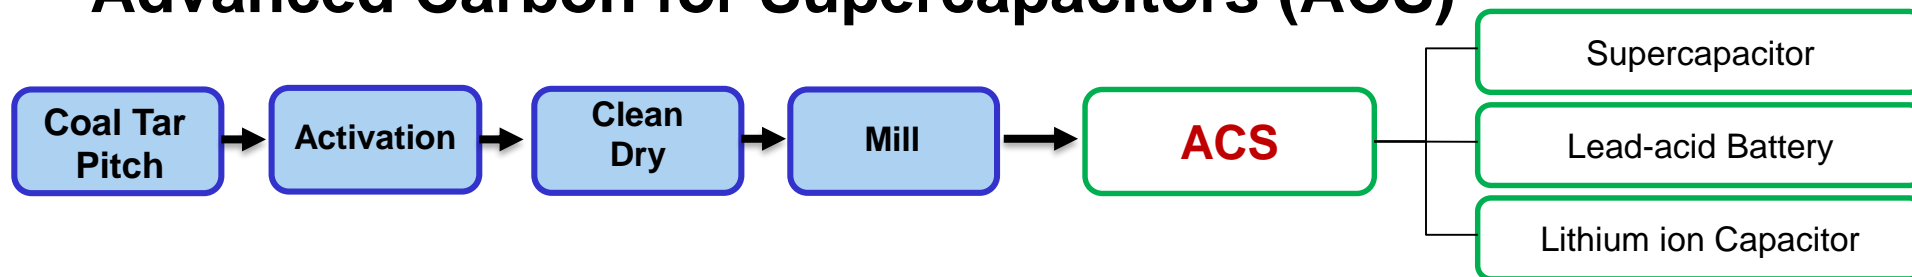 Advanced Carbon for Supercapacitors (ACS)
Coal Tar
Pitch
Activation
Clean
Dry
Mill
ACS
Supercapacitor
Lead-acid Battery
Lithium ion Capacitor